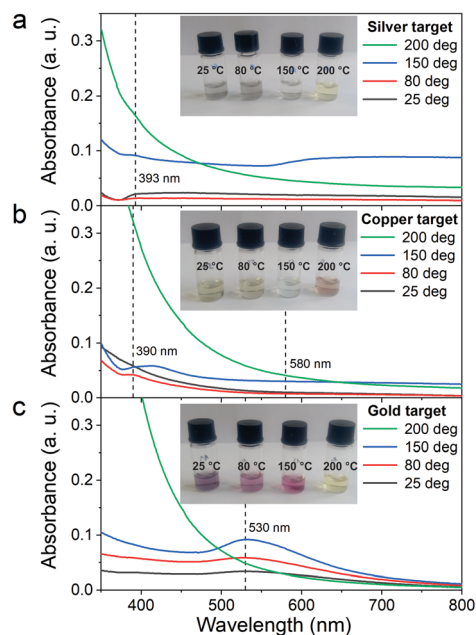 a
Silver target
200 deg
150 deg
80 deg
25 deg
25 °C 80 °C 150 °C 200 °C
393 nm
Absorbance (a. u.)
0.3
0.2
0.1
0.0
b
Copper target
200 deg
150 deg
80 deg
25 deg
25 °C 80 °C 150 °C 200 °C
390 nm
580 nm
Absorbance (a. u.)
0.3
0.2
0.1
0.0
c
Gold target
200 deg
150 deg
80 deg
25 deg
25 °C 80 °C 150 °C 200 °C
530 nm
Absorbance (a. u.)
0.3
0.2
0.1
0.0
400 500 600 700 800
Wavelength (nm)